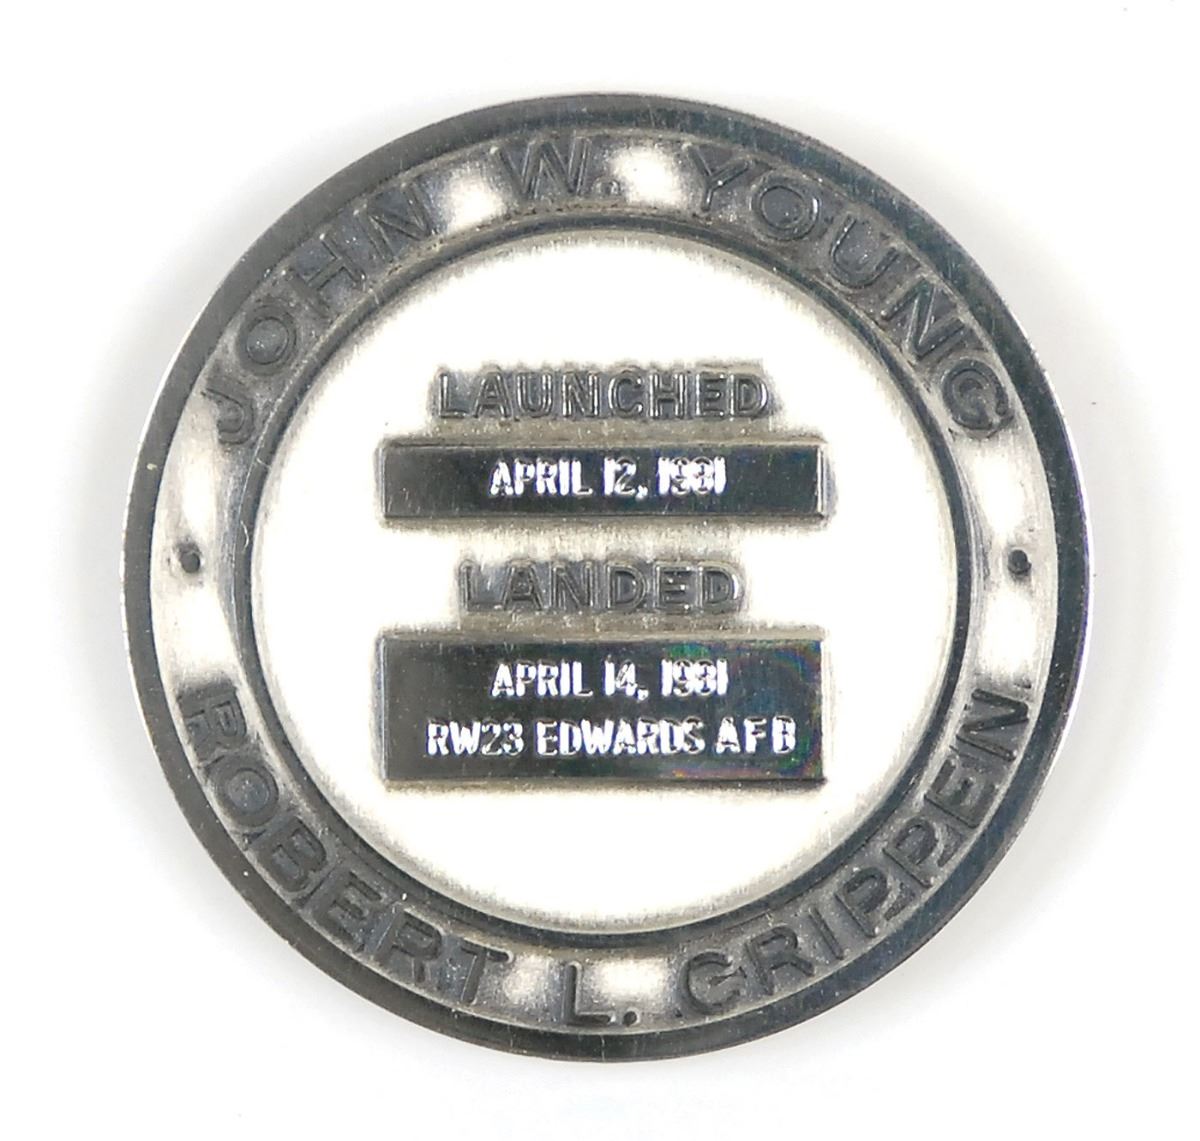 JOHN W. YOUNG
LAUNCHED
APRIL 12, 1981
LANDED
APRIL 14, 1981
RW23 EDWARDS AFB
ROBERT L. CRIPPEN